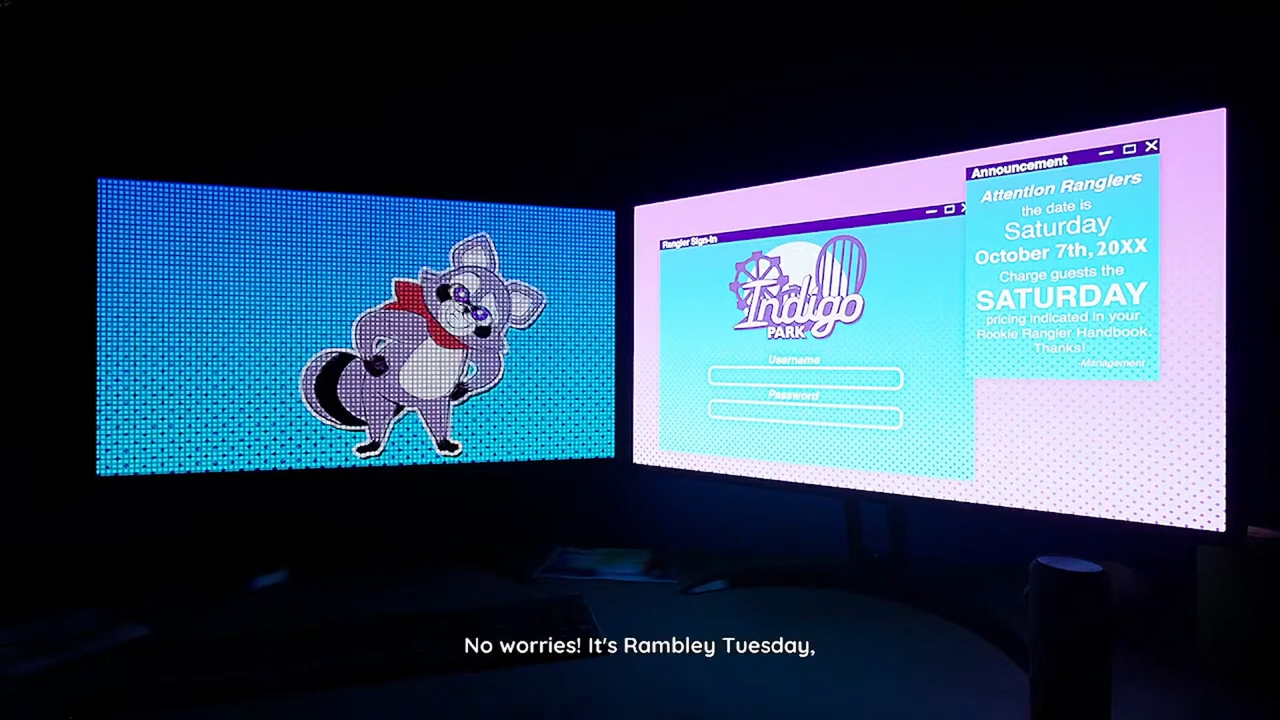 Rangler Sign-In
Indigo
PARK
Username
Password
Announcement
Attention Ranglers
the date is
Saturday
October 7th, 20XX
Charge guests the
SATURDAY
pricing indicated in your
Rookie Rangler Handbook.
Thanks!
-Management
No worries! It's Rambley Tuesday,